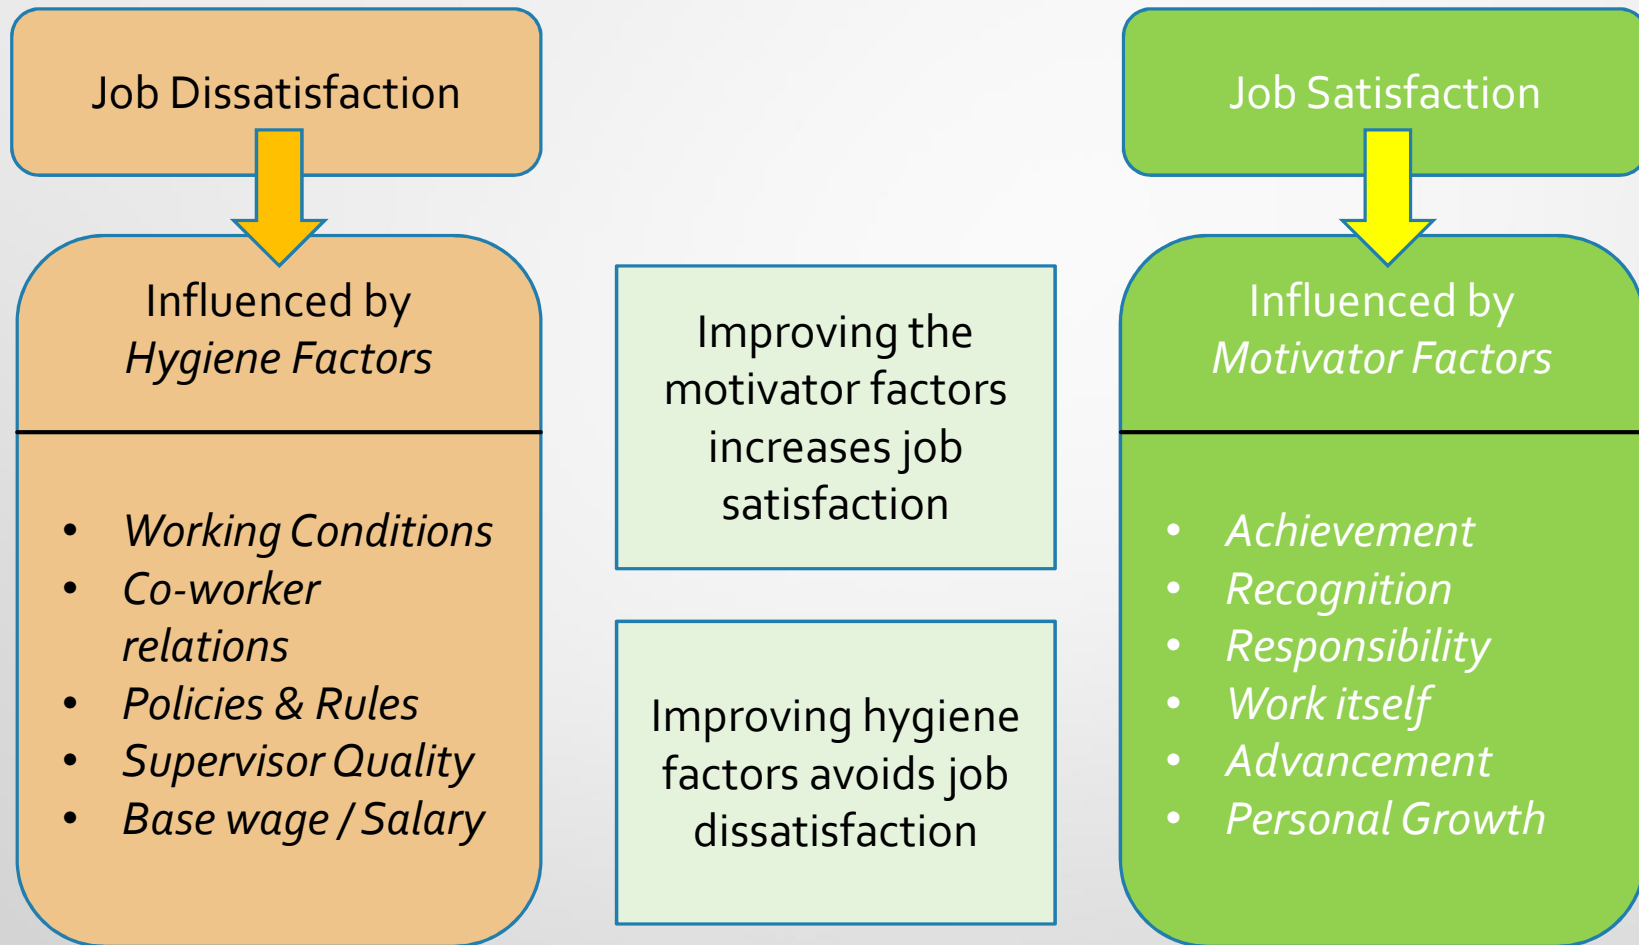 Job Dissatisfaction
Influenced by
Hygiene Factors
• Working Conditions
• Co-worker
relations
• Policies & Rules
• Supervisor Quality
• Base wage / Salary
Improving the
motivator factors
increases job
satisfaction
Improving hygiene
factors avoids job
dissatisfaction
Job Satisfaction
Influenced by
Motivator Factors
• Achievement
• Recognition
• Responsibility
• Work itself
• Advancement
• Personal Growth